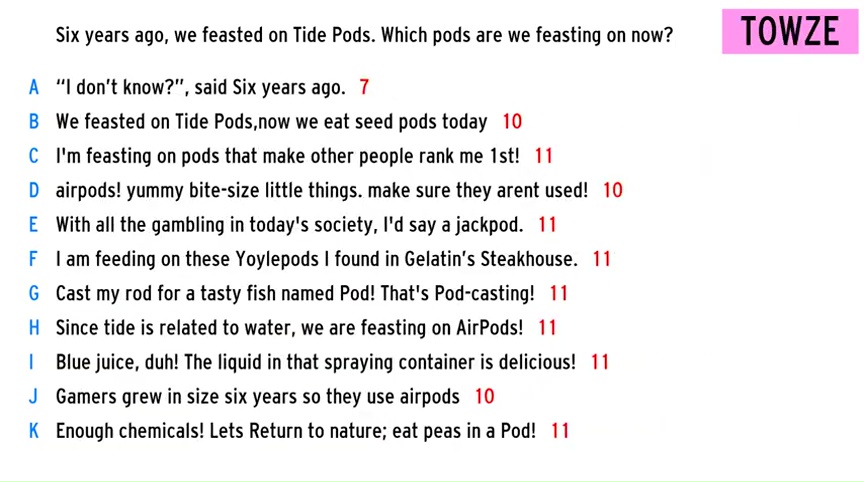 Six years ago, we feasted on Tide Pods. Which pods are we feasting on now?
TOWZE
A “I don’t know?”, said Six years ago. 7
B We feasted on Tide Pods,now we eat seed pods today 10
C I'm feasting on pods that make other people rank me 1st! 11
D airpods! yummy bite-size little things. make sure they arent used! 10
E With all the gambling in today's society, I'd say a jackpod. 11
F I am feeding on these Yoylepods I found in Gelatin’s Steakhouse. 11
G Cast my rod for a tasty fish named Pod! That's Pod-casting! 11
H Since tide is related to water, we are feasting on AirPods! 11
I Blue juice, duh! The liquid in that spraying container is delicious! 11
J Gamers grew in size six years so they use airpods 10
K Enough chemicals! Lets Return to nature; eat peas in a Pod! 11